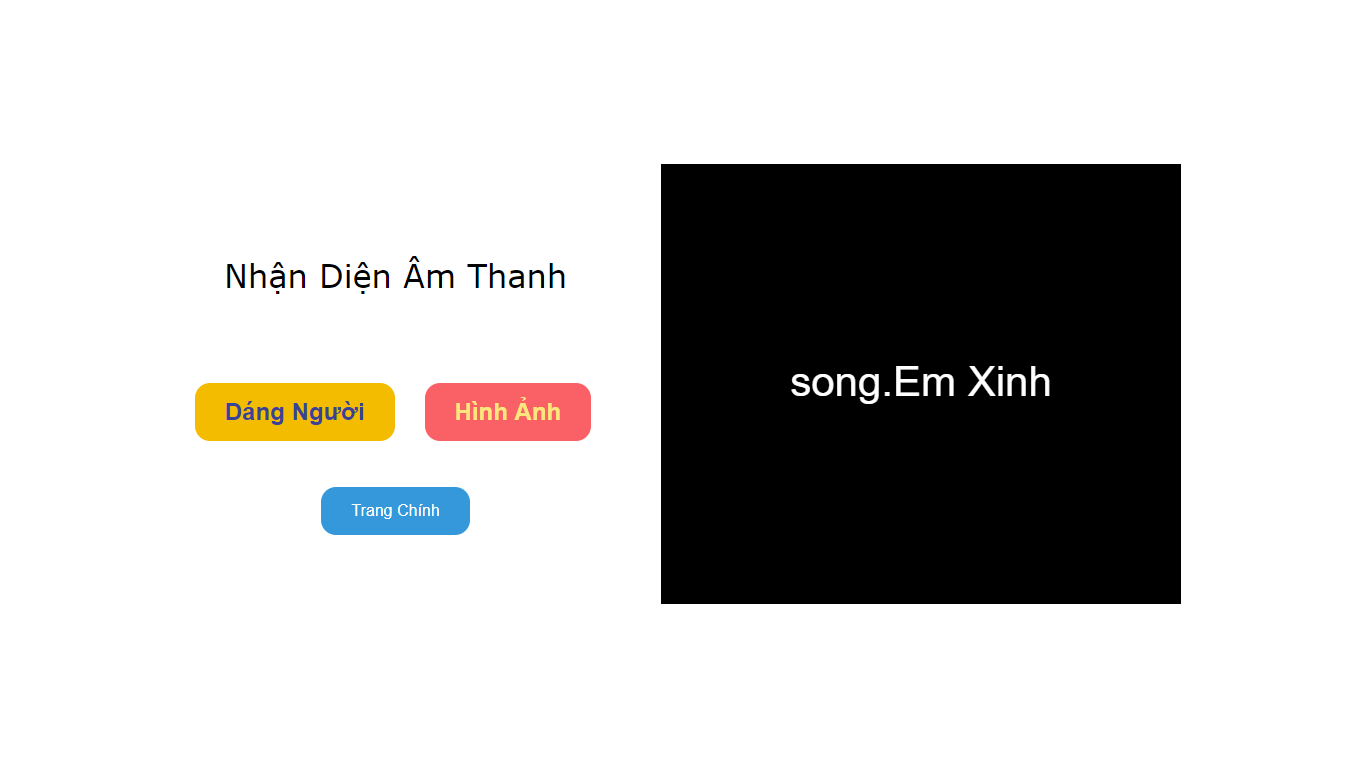 Nhận Diện Âm Thanh
Dáng Người
Hình Ảnh
Trang Chính
song.Em Xinh